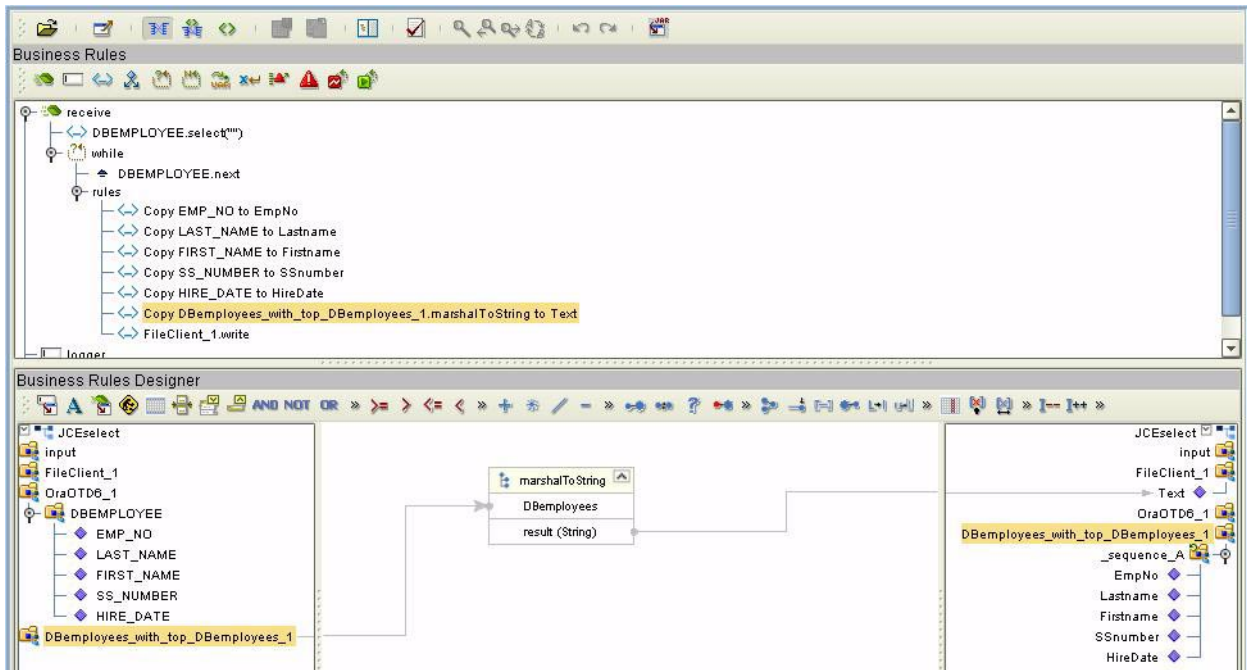 Business Rules
receive
DBEMPLOYEE.select("")
while
DBEMPLOYEE.next
rules
Copy EMP_NO to EmpNo
Copy LAST_NAME to Lastname
Copy FIRST_NAME to Firstname
Copy SS_NUMBER to SSnumber
Copy HIRE_DATE to HireDate
Copy DBemployees_with_top_DBemployees_1.marshalToString to Text
FileClient_1.write
logger
Business Rules Designer
AND NOT OR » >= > <= < » + » »
JCEselect
input
FileClient_1
OraOTD6_1
DBEMPLOYEE
EMP_NO
LAST_NAME
FIRST_NAME
SS_NUMBER
HIRE_DATE
DBemployees_with_top_DBemployees_1
marshalToString
DBemployees
result (String)
JCEselect
input
FileClient_1
Text
OraOTD6_1
DBemployees_with_top_DBemployees_1
_sequence_A
EmpNo
Lastname
Firstname
SSnumber
HireDate